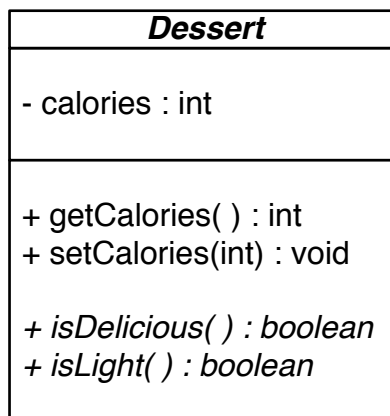 Dessert
- calories : int
+ getCalories( ) : int
+ setCalories(int) : void
+ isDelicious( ) : boolean
+ isLight( ) : boolean